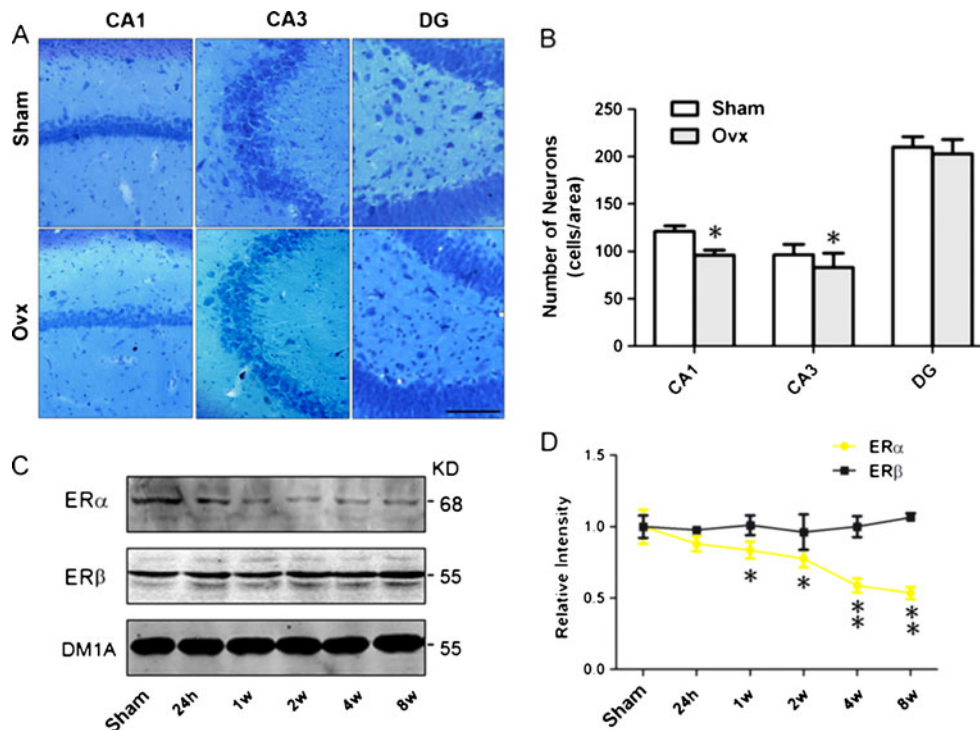 A
CA1 CA3 DG
Sham
Ovx
B
Number of Neurons
(cells/area)
250
200
150
100
50
0
Sham
Ovx
*
*
CA1 CA3 DG
C
KD
ERα
68
ERβ
55
DM1A
55
Sham 24h 1w 2w 4w 8w
D
Relative Intensity
ERα
ERβ
1.5
1.0
0.5
0.0
* * ** **
Sham 24h 1w 2w 4w 8w